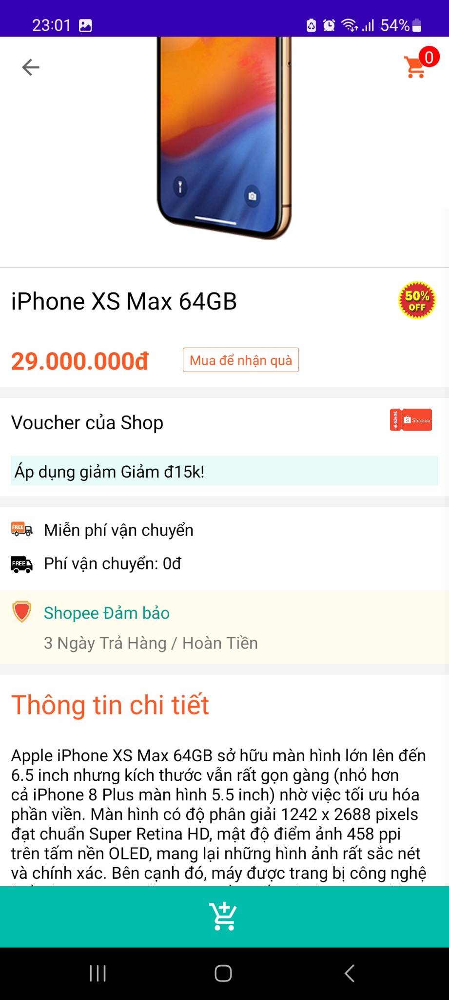 23:01
54%
0
iPhone XS Max 64GB
50%
OFF
29.000.000đ
Mua để nhận quà
Voucher của Shop
MÃ GIẢM GIÁ
Shopee
Áp dụng giảm Giảm đ15k!
FREE
Miễn phí vận chuyển
FREE
Phí vận chuyển: 0đ
Shopee Đảm bảo
3 Ngày Trả Hàng / Hoàn Tiền
Thông tin chi tiết
Apple iPhone XS Max 64GB sở hữu màn hình lớn lên đến
6.5 inch nhưng kích thước vẫn rất gọn gàng (nhỏ hơn
cả iPhone 8 Plus màn hình 5.5 inch) nhờ việc tối ưu hóa
phần viền. Màn hình có độ phân giải 1242 x 2688 pixels
đạt chuẩn Super Retina HD, mật độ điểm ảnh 458 ppi
trên tấm nền OLED, mang lại những hình ảnh rất sắc nét
và chính xác. Bên cạnh đó, máy được trang bị công nghệ